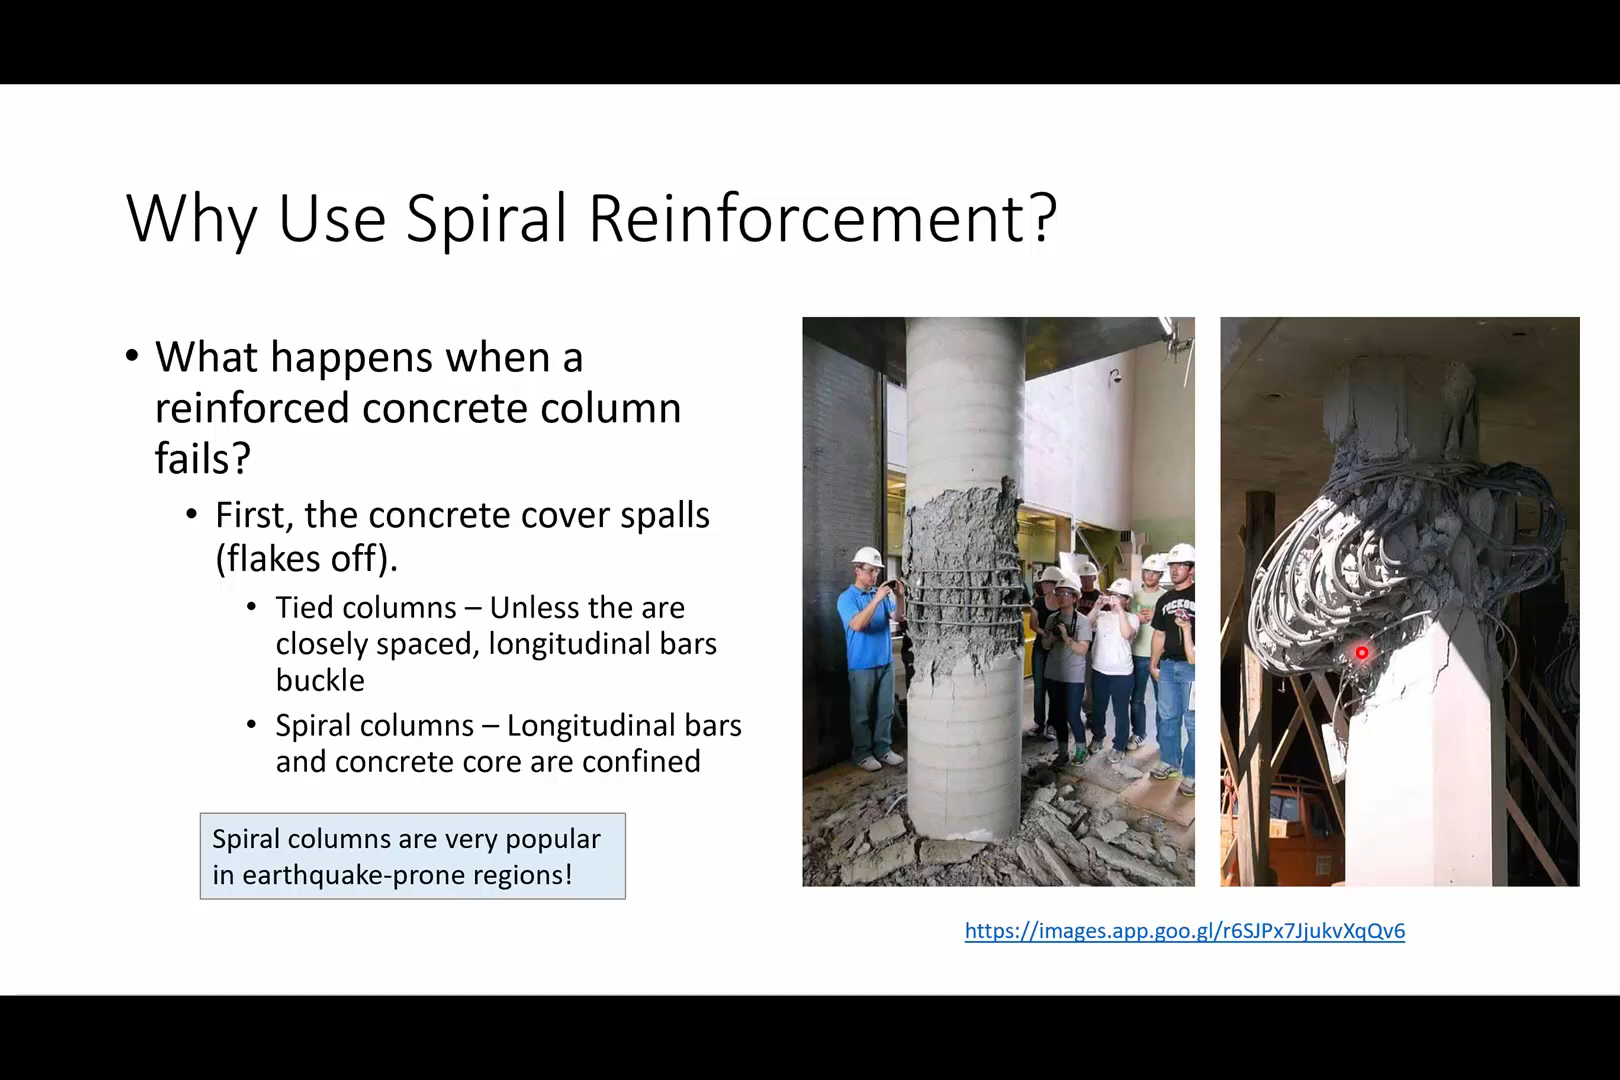 Why Use Spiral Reinforcement?
• What happens when a
reinforced concrete column
fails?
• First, the concrete cover spalls
(flakes off).
• Tied columns – Unless the are
closely spaced, longitudinal bars
buckle
• Spiral columns – Longitudinal bars
and concrete core are confined
Spiral columns are very popular
in earthquake-prone regions!
https://images.app.goo.gl/r6SJPx7JjukvXqQv6